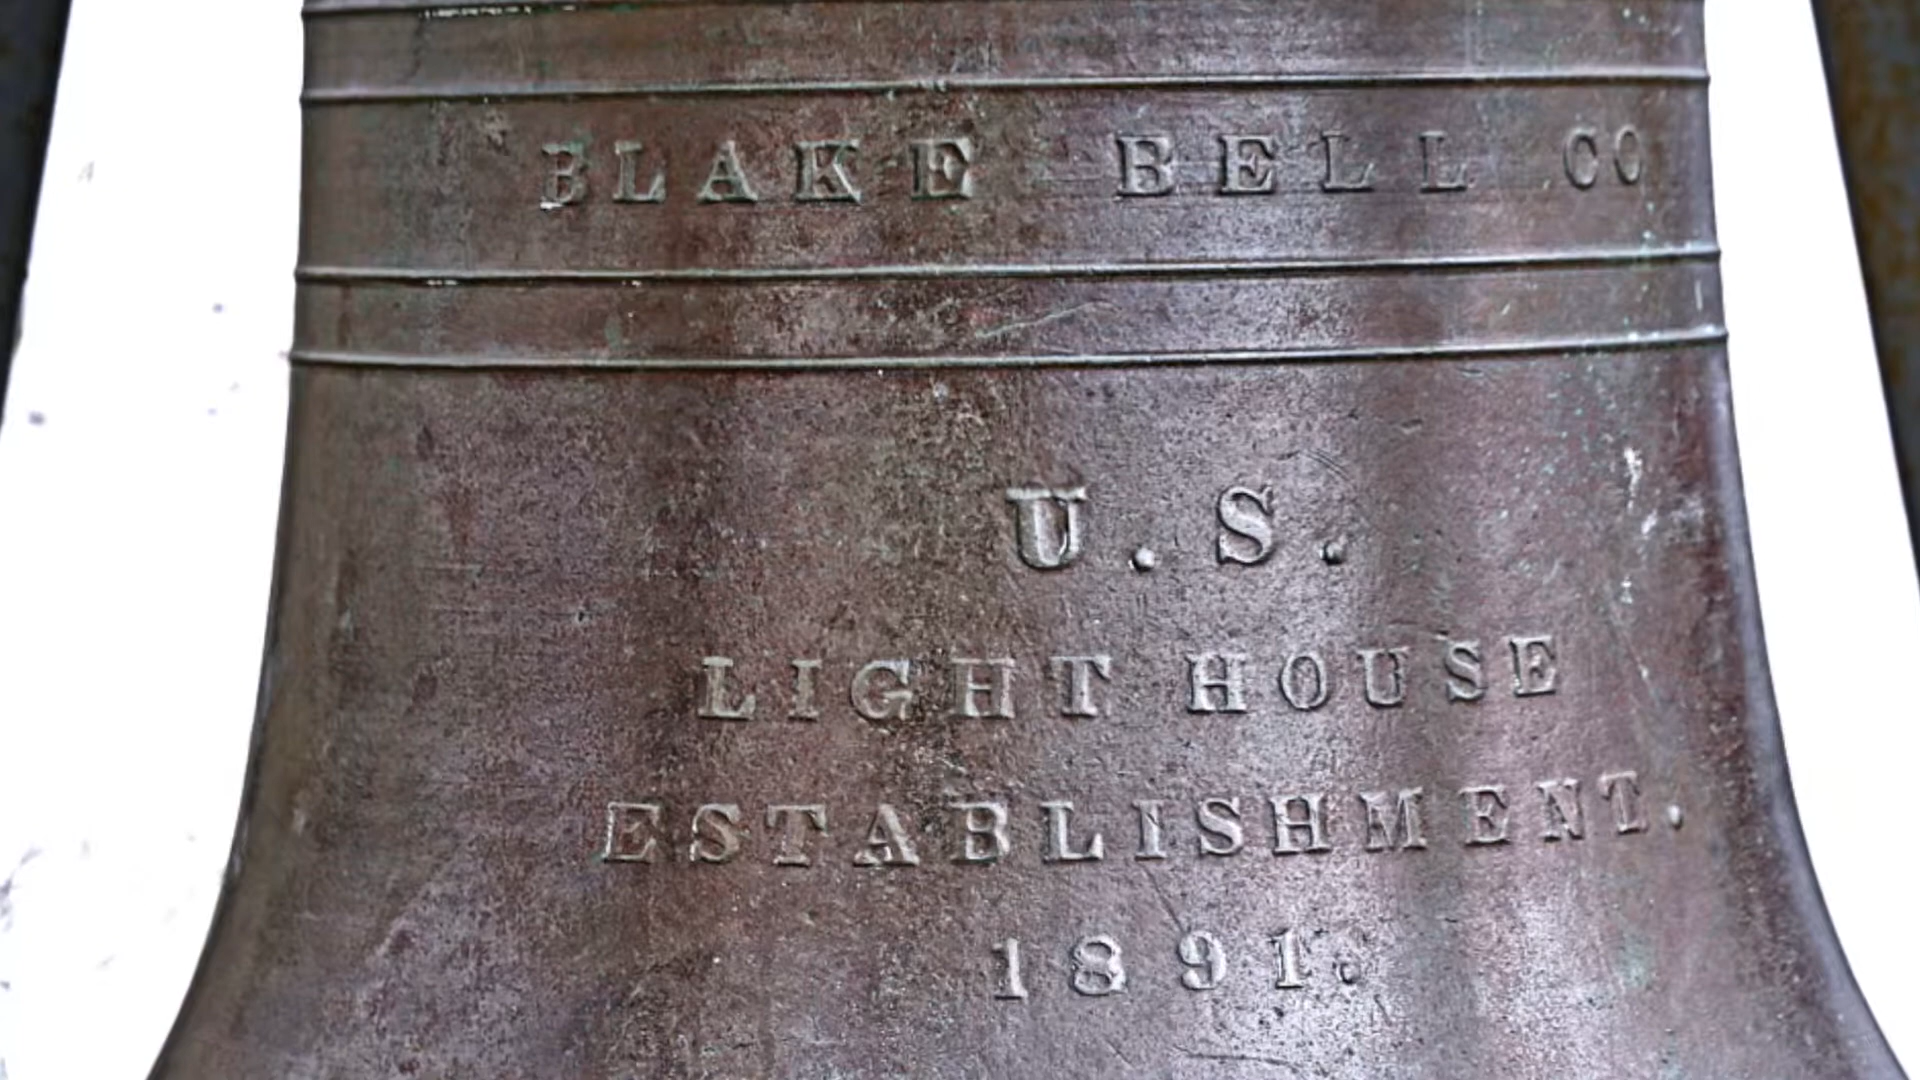 BLAKE BELL CO
U.S.
LIGHT HOUSE
ESTABLISHMENT.
1891.